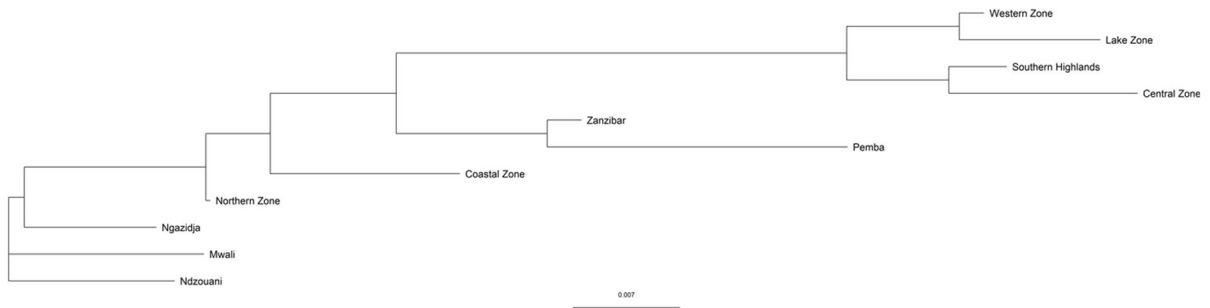 Western Zone
Lake Zone
Southern Highlands
Central Zone
Zanzibar
Pemba
Coastal Zone
Northern Zone
Ngazidja
Mwali
Ndzouani
0.007